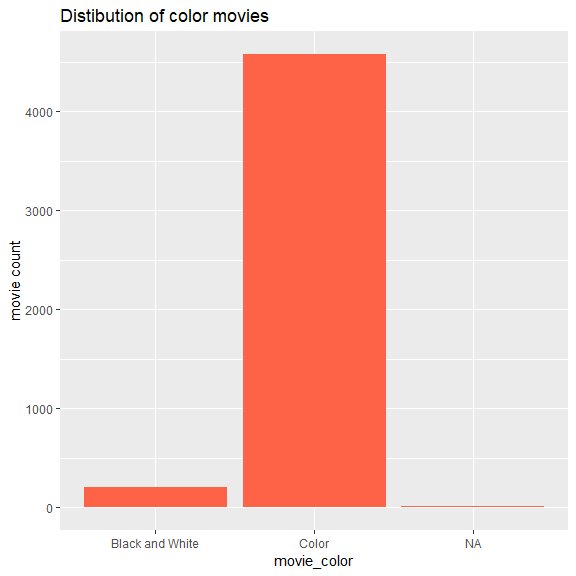 Distibution of color movies
movie count
4000
3000
2000
1000
0
Black and White
Color
NA
movie_color